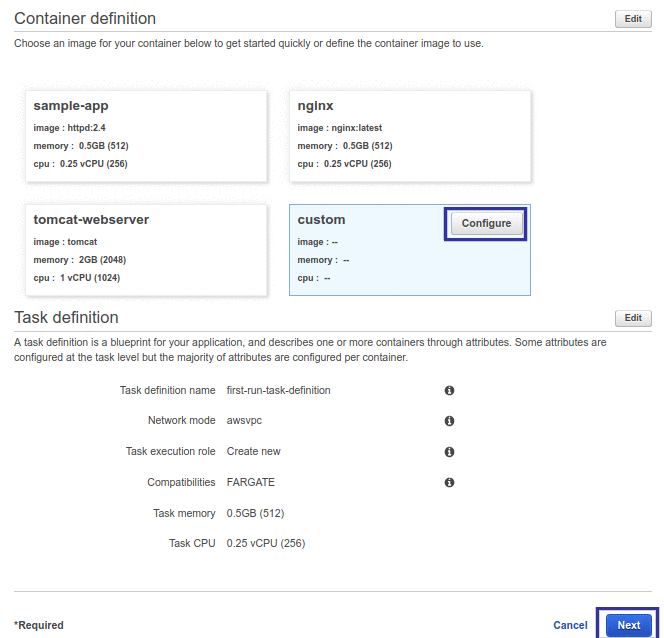 Container definition
Edit
Choose an image for your container below to get started quickly or define the container image to use.
sample-app
image : httpd:2.4
memory : 0.5GB (512)
cpu : 0.25 vCPU (256)
nginx
image : nginx:latest
memory : 0.5GB (512)
cpu : 0.25 vCPU (256)
tomcat-webserver
image : tomcat
memory : 2GB (2048)
cpu : 1 vCPU (1024)
custom
Configure
image : --
memory : --
cpu : --
Task definition
Edit
A task definition is a blueprint for your application, and describes one or more containers through attributes. Some attributes are
configured at the task level but the majority of attributes are configured per container.
Task definition name first-run-task-definition
Network mode awsvpc
Task execution role Create new
Compatibilities FARGATE
Task memory 0.5GB (512)
Task CPU 0.25 vCPU (256)
*Required
Cancel
Next